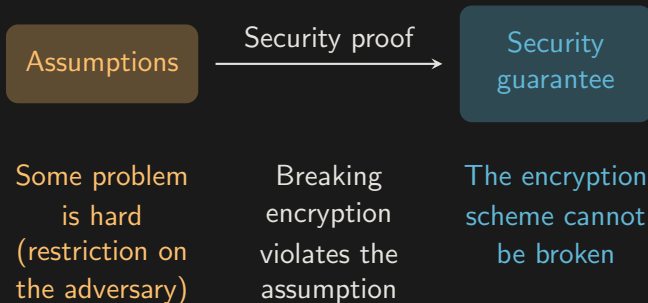 Assumptions
Security proof
Security
guarantee
Some problem
is hard
(restriction on
the adversary)
Breaking
encryption
violates the
assumption
The encryption
scheme cannot
be broken